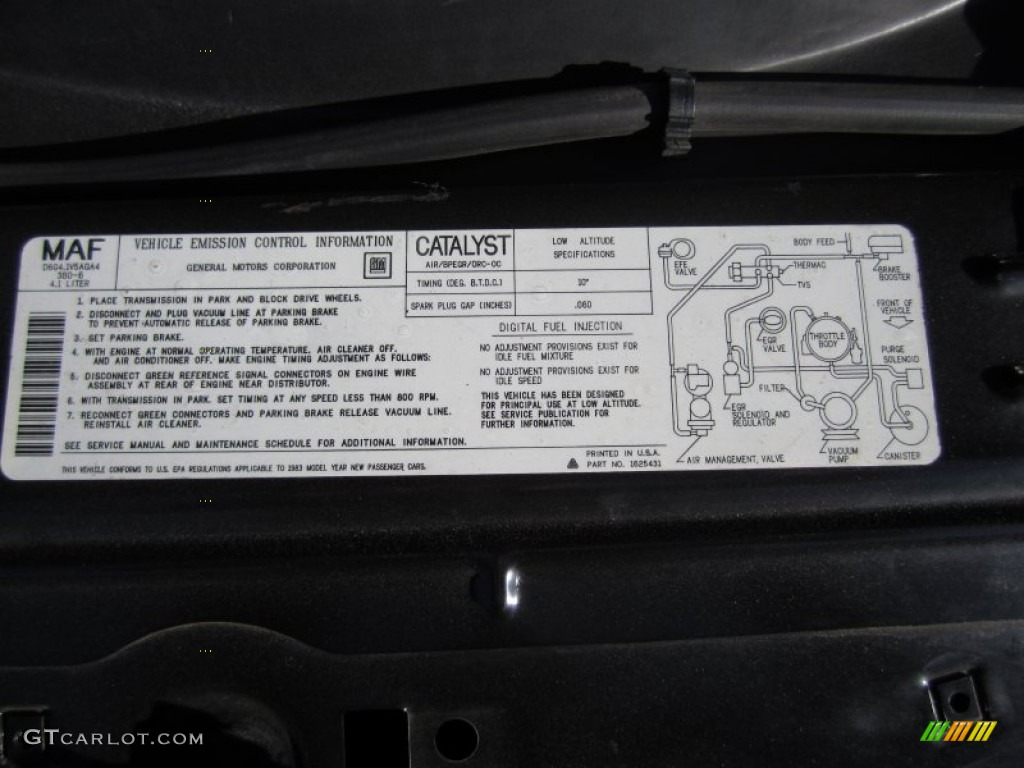 MAF
3B0-6
4.1 LITER
VEHICLE EMISSION CONTROL INFORMATION
GENERAL MOTORS CORPORATION
GM
CATALYST
AIR/BPEGR/ORC-OC
LOW ALTITUDE
SPECIFICATIONS
TIMING (DEG. B.T.D.C.)
10°
SPARK PLUG GAP (INCHES)
.060
1. PLACE TRANSMISSION IN PARK AND BLOCK DRIVE WHEELS.
2. DISCONNECT AND PLUG VACUUM LINE AT PARKING BRAKE
TO PREVENT AUTOMATIC RELEASE OF PARKING BRAKE.
3. SET PARKING BRAKE.
4. WITH ENGINE AT NORMAL OPERATING TEMPERATURE, AIR CLEANER OFF,
AND AIR CONDITIONER OFF. MAKE ENGINE TIMING ADJUSTMENT AS FOLLOWS:
5. DISCONNECT GREEN REFERENCE SIGNAL CONNECTORS ON ENGINE WIRE
ASSEMBLY AT REAR OF ENGINE NEAR DISTRIBUTOR.
6. WITH TRANSMISSION IN PARK. SET TIMING AT ANY SPEED LESS THAN 800 RPM.
7. RECONNECT GREEN CONNECTORS AND PARKING BRAKE RELEASE VACUUM LINE.
REINSTALL AIR CLEANER.
SEE SERVICE MANUAL AND MAINTENANCE SCHEDULE FOR ADDITIONAL INFORMATION.
THIS VEHICLE CONFORMS TO U.S. EPA REGULATIONS APPLICABLE TO 1983 MODEL YEAR NEW PASSENGER CARS.
DIGITAL FUEL INJECTION
NO ADJUSTMENT PROVISIONS EXIST FOR
IDLE FUEL MIXTURE
NO ADJUSTMENT PROVISIONS EXIST FOR
IDLE SPEED
THIS VEHICLE HAS BEEN DESIGNED
FOR PRINCIPAL USE AT LOW ALTITUDE.
SEE SERVICE PUBLICATION FOR
FURTHER INFORMATION.
PRINTED IN U.S.A.
PART NO. 1625431
EFE
VALVE
BODY FEED
THERMAC
TVS
BRAKE
BOOSTER
FRONT OF
VEHICLE
EGR
VALVE
THROTTLE
BODY
PURGE
SOLENOID
FILTER
EGR
SOLENOID AND
REGULATOR
AIR MANAGEMENT, VALVE
VACUUM
PUMP
CANISTER
GTCARLOT.COM